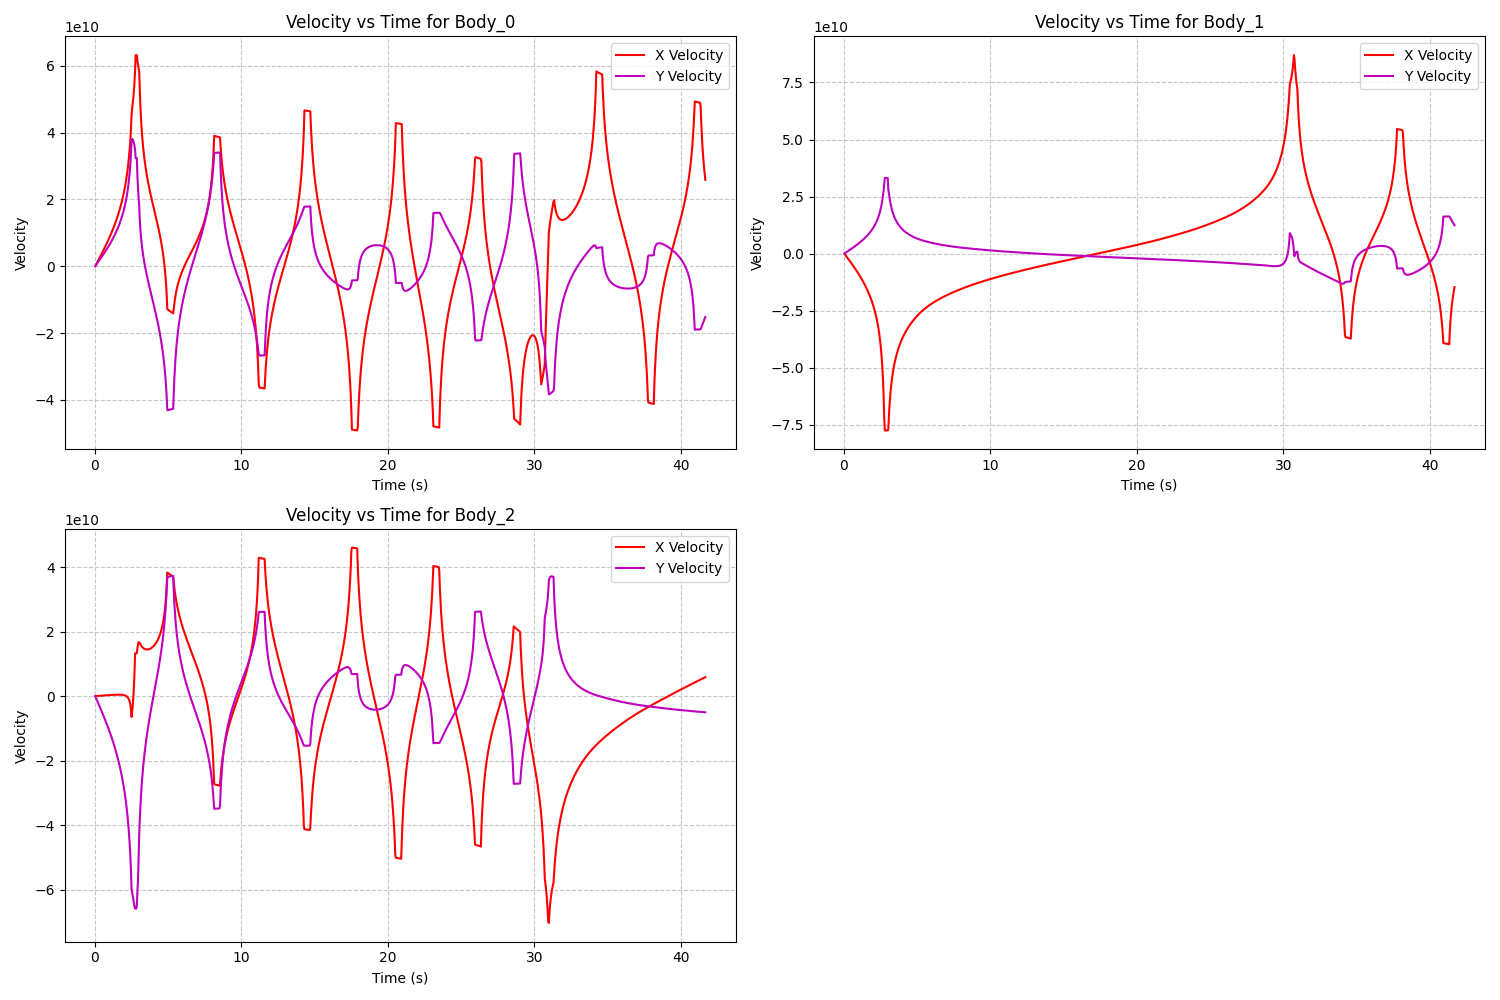 Velocity vs Time for Body_0
1e10
X Velocity
Y Velocity
6
4
2
0
−2
−4
Velocity
0
10
20
30
40
Time (s)
Velocity vs Time for Body_1
1e10
X Velocity
Y Velocity
7.5
5.0
2.5
0.0
−2.5
−5.0
−7.5
Velocity
0
10
20
30
40
Time (s)
Velocity vs Time for Body_2
1e10
X Velocity
Y Velocity
4
2
0
−2
−4
−6
Velocity
0
10
20
30
40
Time (s)